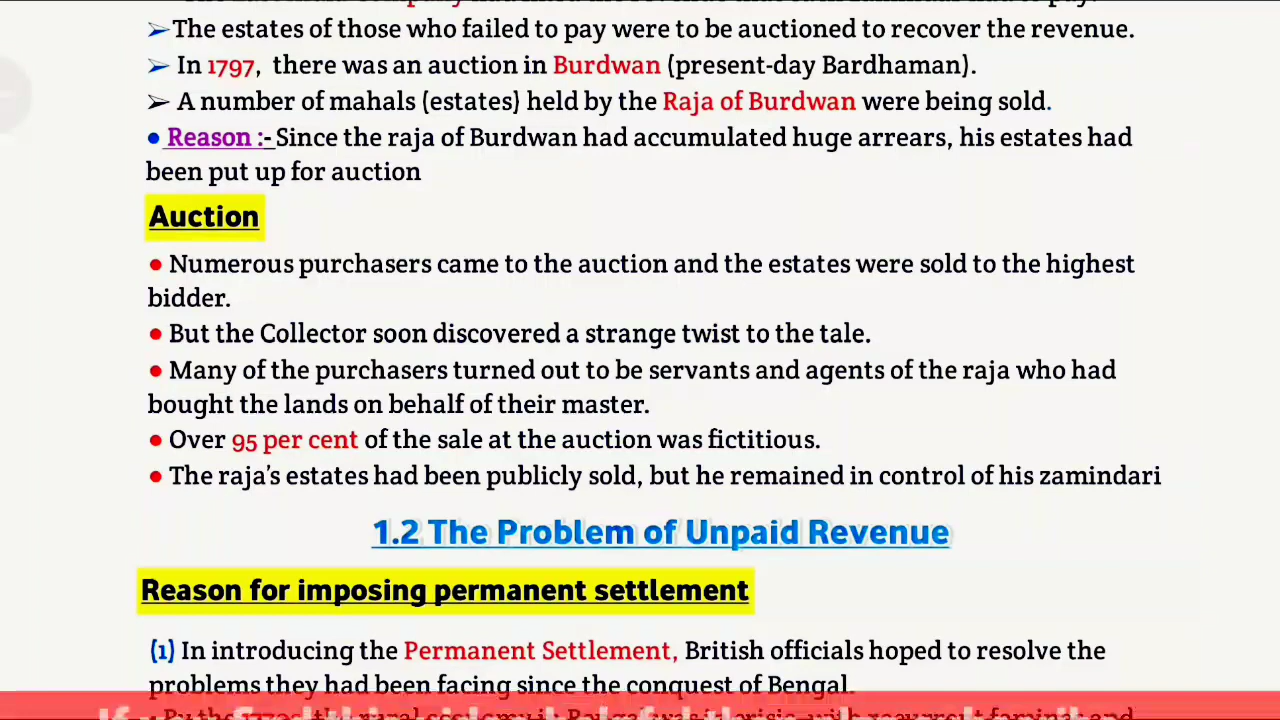 ➢The estates of those who failed to pay were to be auctioned to recover the revenue.
➢ In 1797, there was an auction in Burdwan (present-day Bardhaman).
➢ A number of mahals (estates) held by the Raja of Burdwan were being sold.
● Reason :- Since the raja of Burdwan had accumulated huge arrears, his estates had
been put up for auction
Auction
● Numerous purchasers came to the auction and the estates were sold to the highest
bidder.
● But the Collector soon discovered a strange twist to the tale.
● Many of the purchasers turned out to be servants and agents of the raja who had
bought the lands on behalf of their master.
● Over 95 per cent of the sale at the auction was fictitious.
● The raja's estates had been publicly sold, but he remained in control of his zamindari
1.2 The Problem of Unpaid Revenue
Reason for imposing permanent settlement
(1) In introducing the Permanent Settlement, British officials hoped to resolve the
problems they had been facing since the conquest of Bengal.